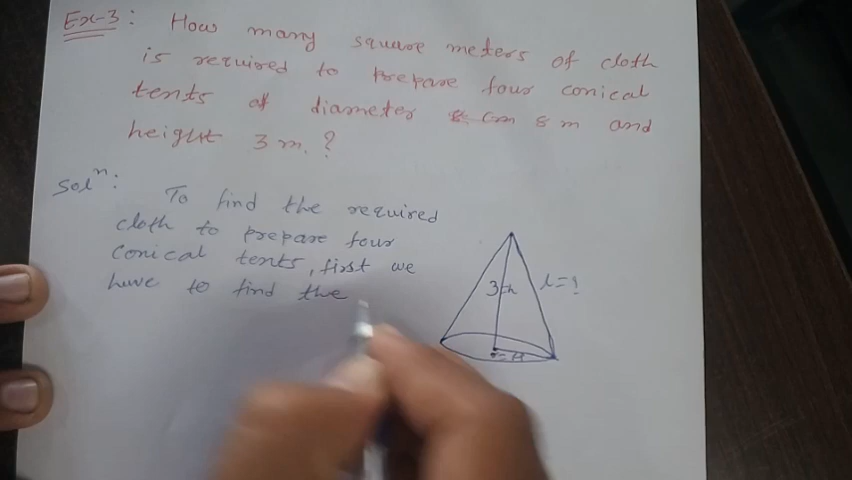 Ex-3: How many square meters of cloth
is required to prepare four conical
tents of diameter 8 m and
height 3 m.?
Solⁿ:
To find the required
cloth to prepare four
conical tents, first we
have to find the
3=h
l=?